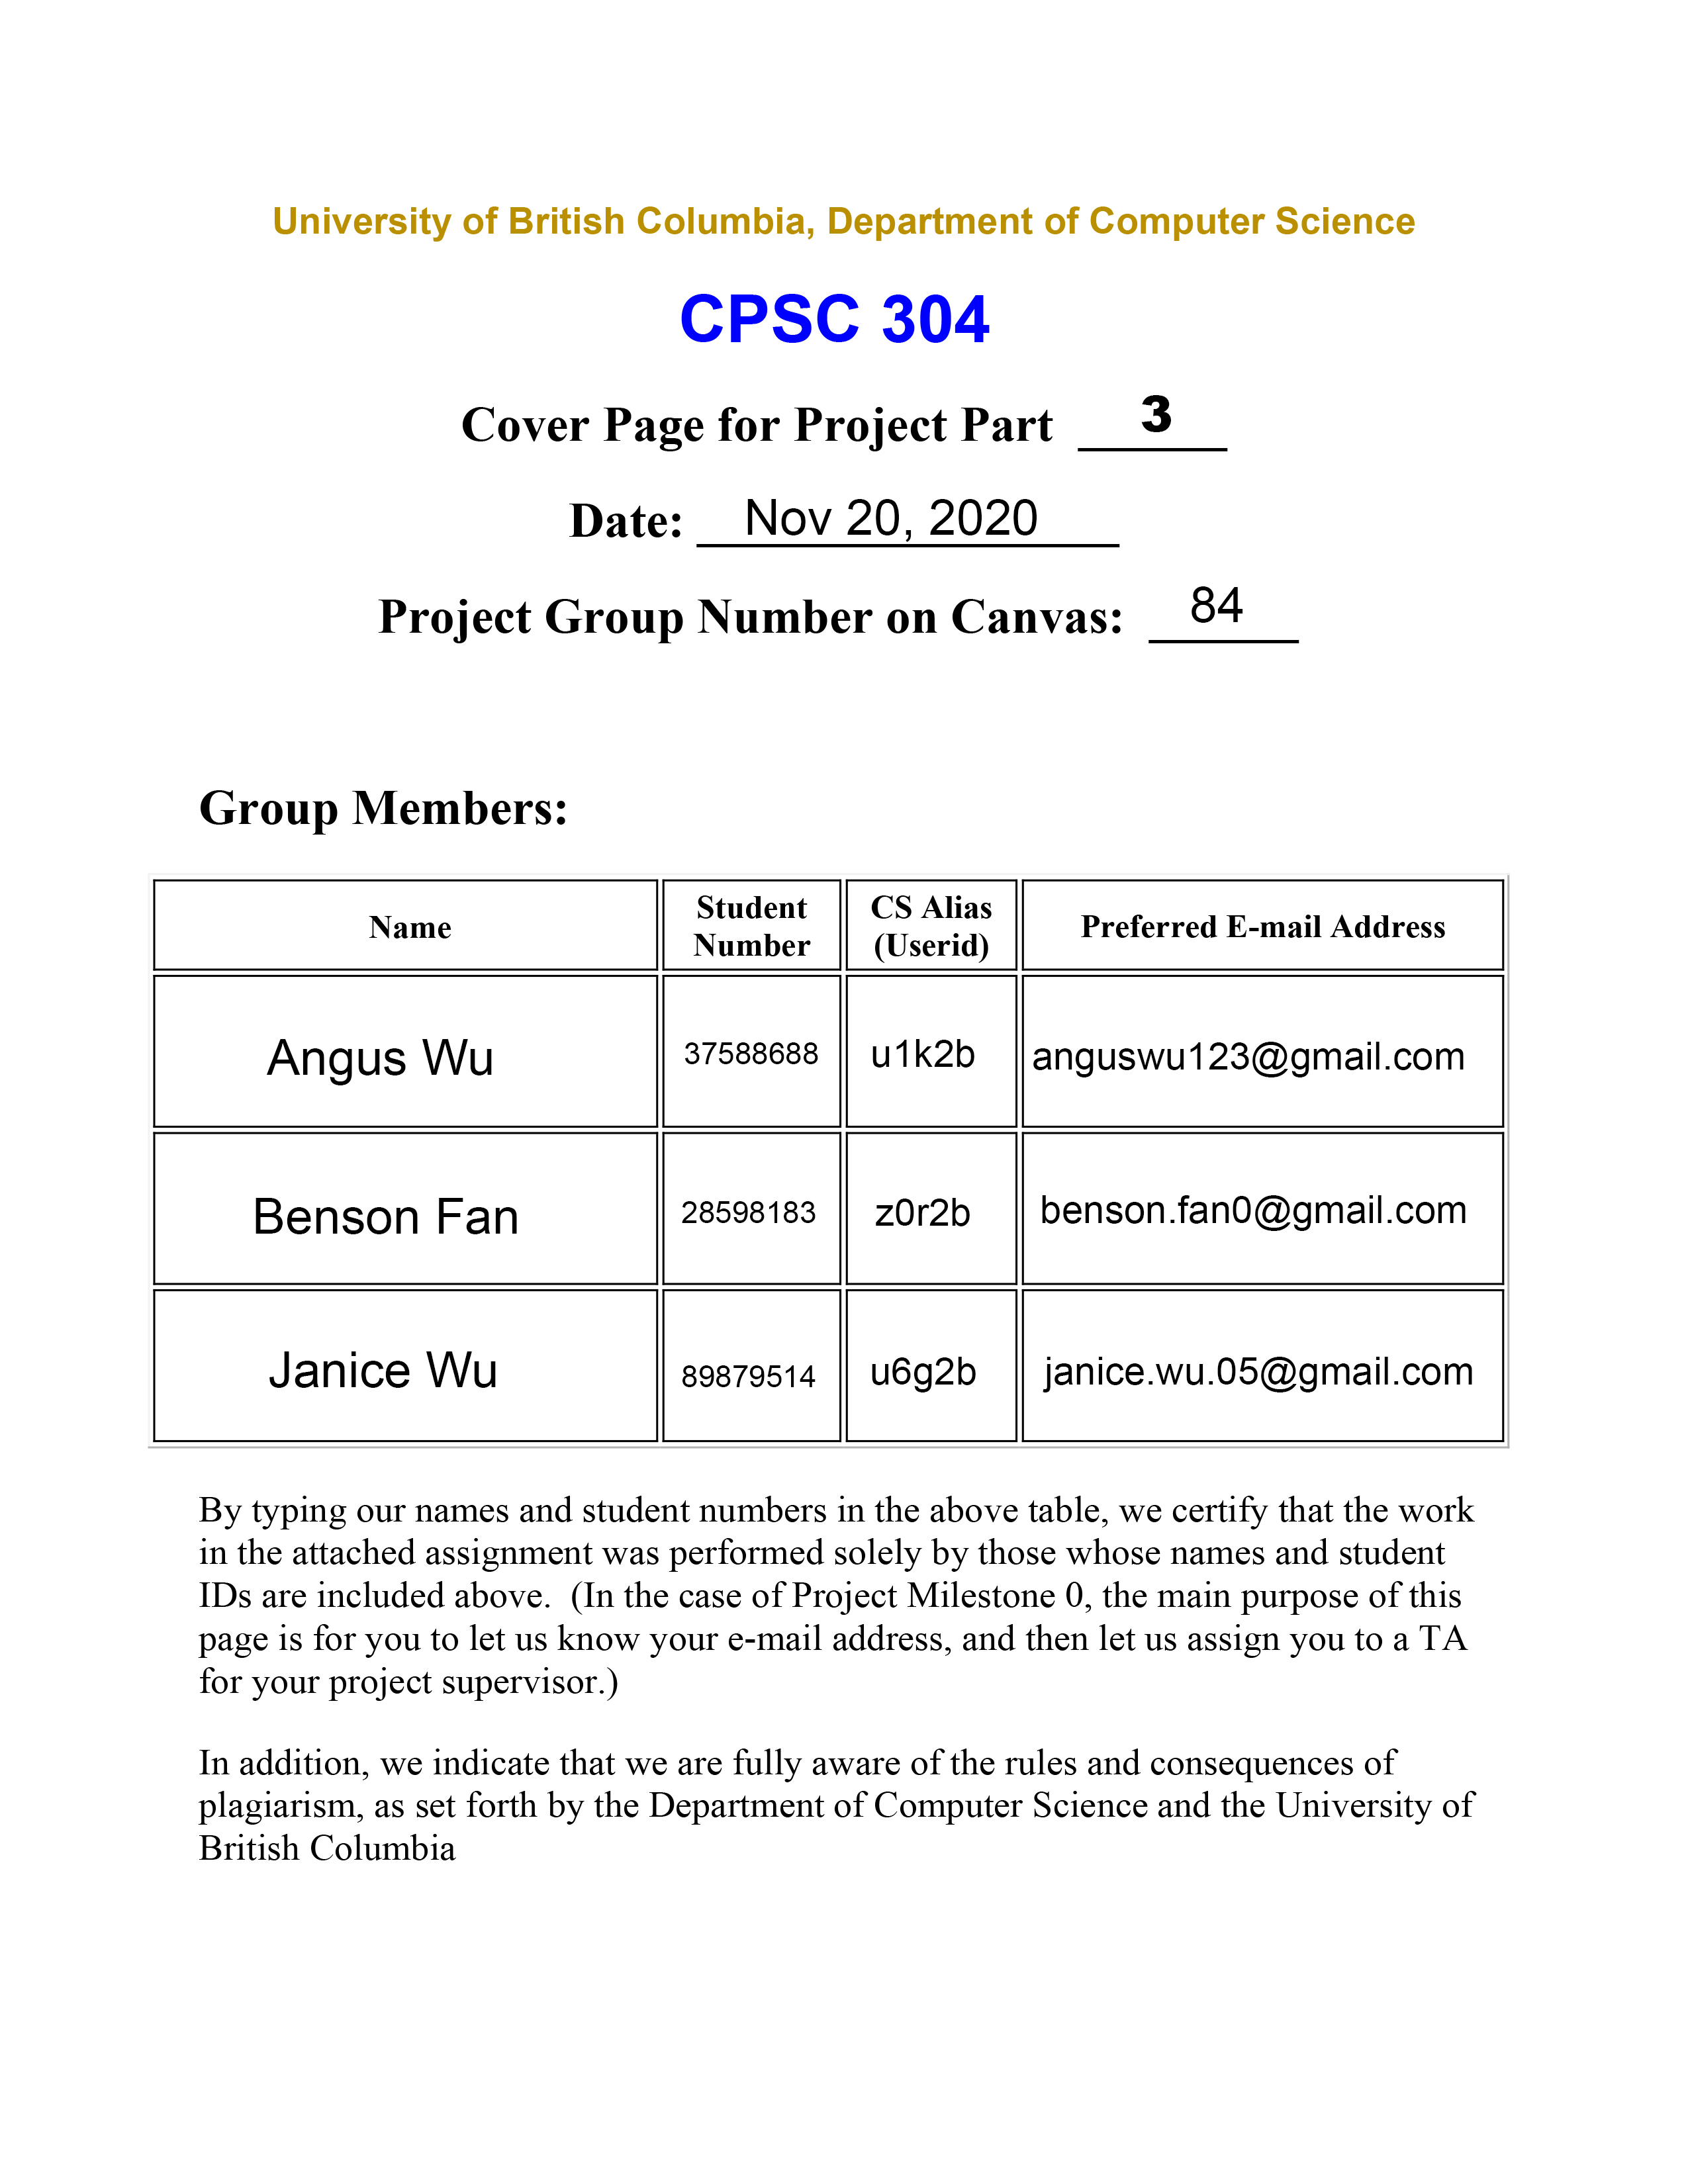 University of British Columbia, Department of Computer Science
CPSC 304
Cover Page for Project Part 3
Date: Nov 20, 2020
Project Group Number on Canvas: 84
Group Members:
Name Student Number CS Alias (Userid) Preferred E-mail Address
Angus Wu 37588688 u1k2b anguswu123@gmail.com
Benson Fan 28598183 z0r2b benson.fan0@gmail.com
Janice Wu 89879514 u6g2b janice.wu.05@gmail.com
By typing our names and student numbers in the above table, we certify that the work
in the attached assignment was performed solely by those whose names and student
IDs are included above.  (In the case of Project Milestone 0, the main purpose of this
page is for you to let us know your e-mail address, and then let us assign you to a TA
for your project supervisor.)
In addition, we indicate that we are fully aware of the rules and consequences of
plagiarism, as set forth by the Department of Computer Science and the University of
British Columbia